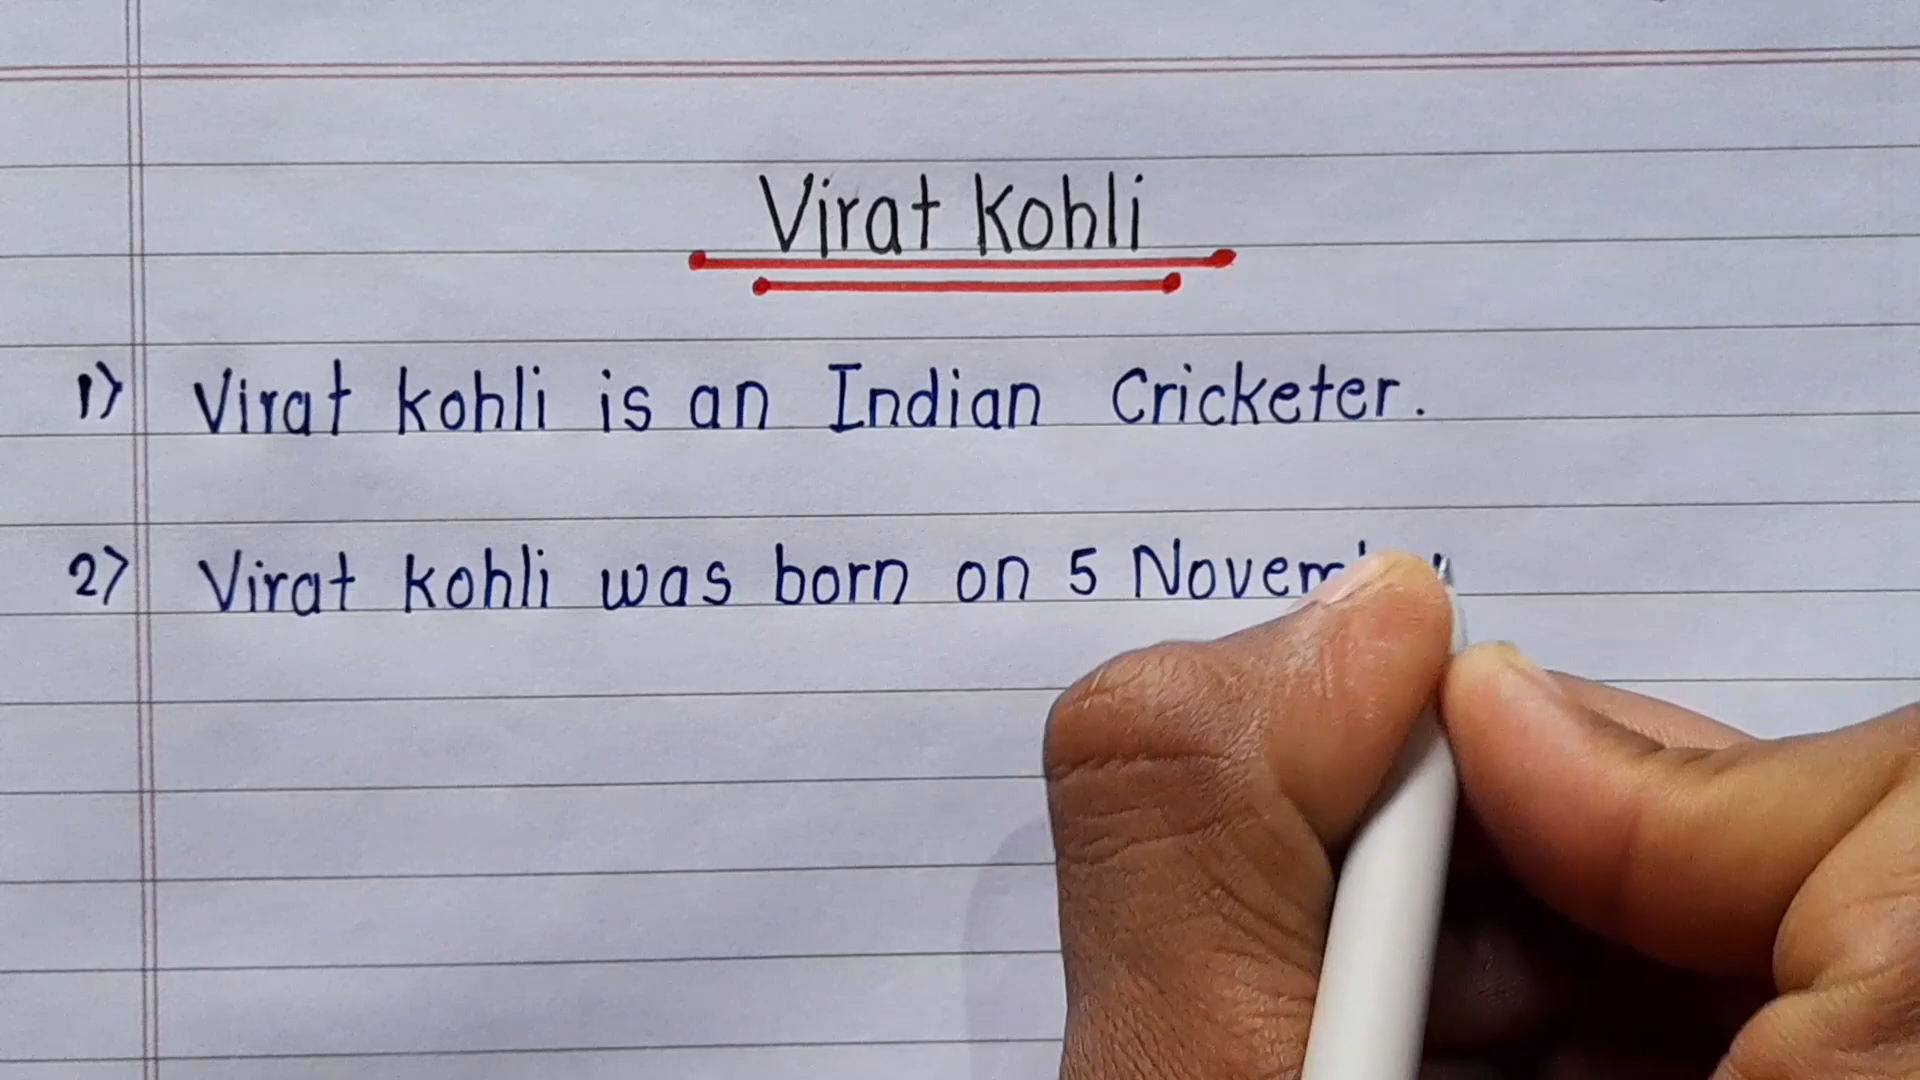 Virat Kohli
1) Virat Kohli is an Indian Cricketer.
2) Virat Kohli was born on 5